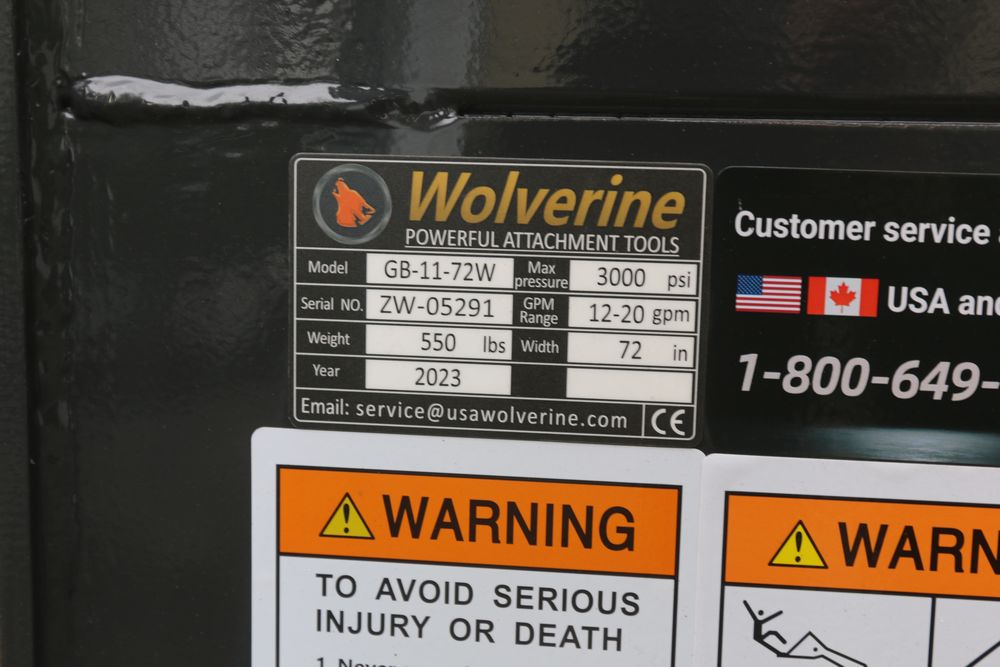 Wolverine
POWERFUL ATTACHMENT TOOLS
Model GB-11-72W Max pressure 3000 psi
Serial NO. ZW-05291 GPM Range 12-20 gpm
Weight 550 lbs Width 72 in
Year 2023
Email: service@usawolverine.com CE
Customer service
USA and
1-800-649-
WARNING
TO AVOID SERIOUS
INJURY OR DEATH
1. Never
WARN